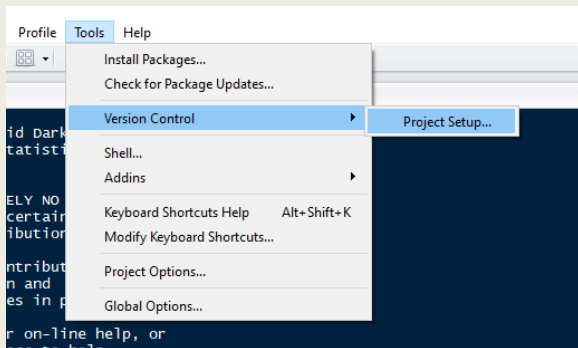 Profile Tools Help
Install Packages...
Check for Package Updates...
Version Control
Project Setup...
Shell...
Addins
Keyboard Shortcuts Help Alt+Shift+K
Modify Keyboard Shortcuts...
Project Options...
Global Options...
id Dark
tatisti
ELY NO
certain
ibution
ntribut
n and
es in p
r on-line help, or